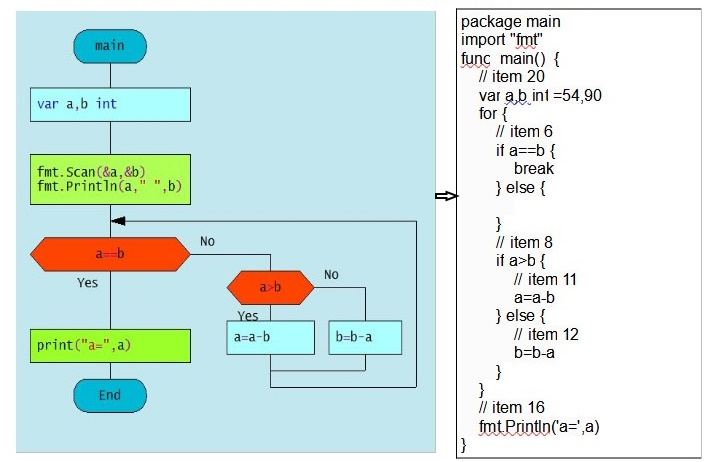 main
var a,b int
fmt.Scan(&a,&b)
fmt.Println(a," ",b)
a==b
No
Yes
a>b
No
Yes
a=a-b
b=b-a
print("a=",a)
End
package main
import "fmt"
func main() {
// item 20
var a,b int =54,90
for {
// item 6
if a==b {
break
} else {
}
// item 8
if a>b {
// item 11
a=a-b
} else {
// item 12
b=b-a
}
}
// item 16
fmt.Println('a=',a)
}